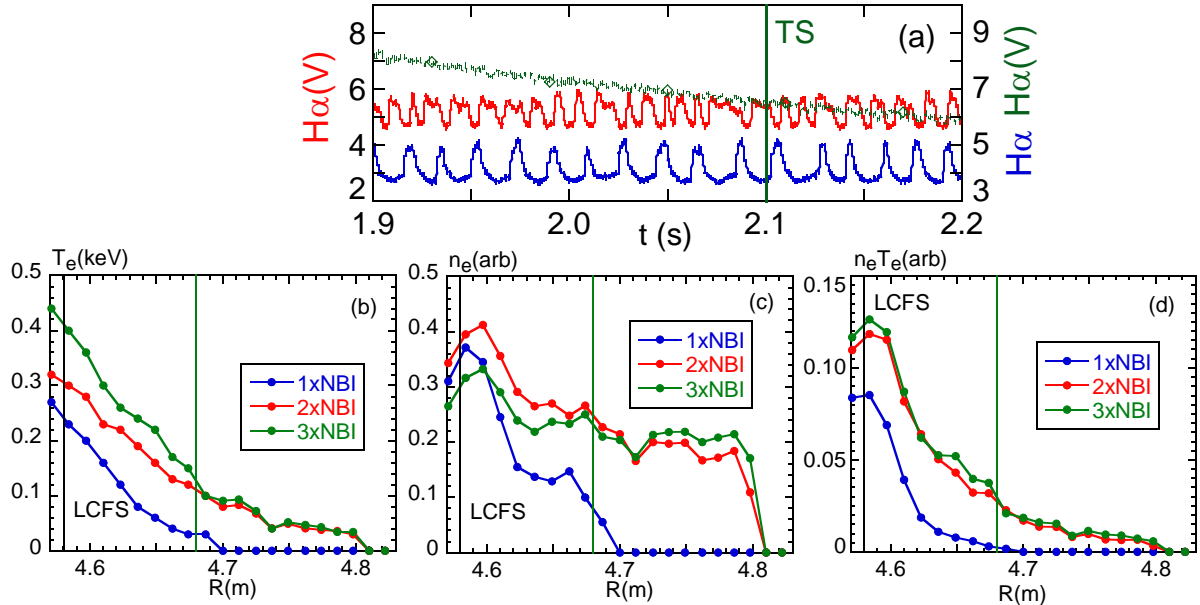 8
6
4
2
Hα(V)
TS
(a)
9
7
5
3
Hα Hα(V)
1.9
2.0
2.1
2.2
t (s)
Te(keV)
0.5
0.4
0.3
0.2
0.1
0
(b)
1xNBI
2xNBI
3xNBI
LCFS
4.6
4.7
4.8
R(m)
ne(arb)
0.5
0.4
0.3
0.2
0.1
0.0
(c)
1xNBI
2xNBI
3xNBI
LCFS
4.6
4.7
4.8
R(m)
neTe(arb)
0.15
0.10
0.05
0
LCFS
(d)
1xNBI
2xNBI
3xNBI
4.6
4.7
4.8
R(m)